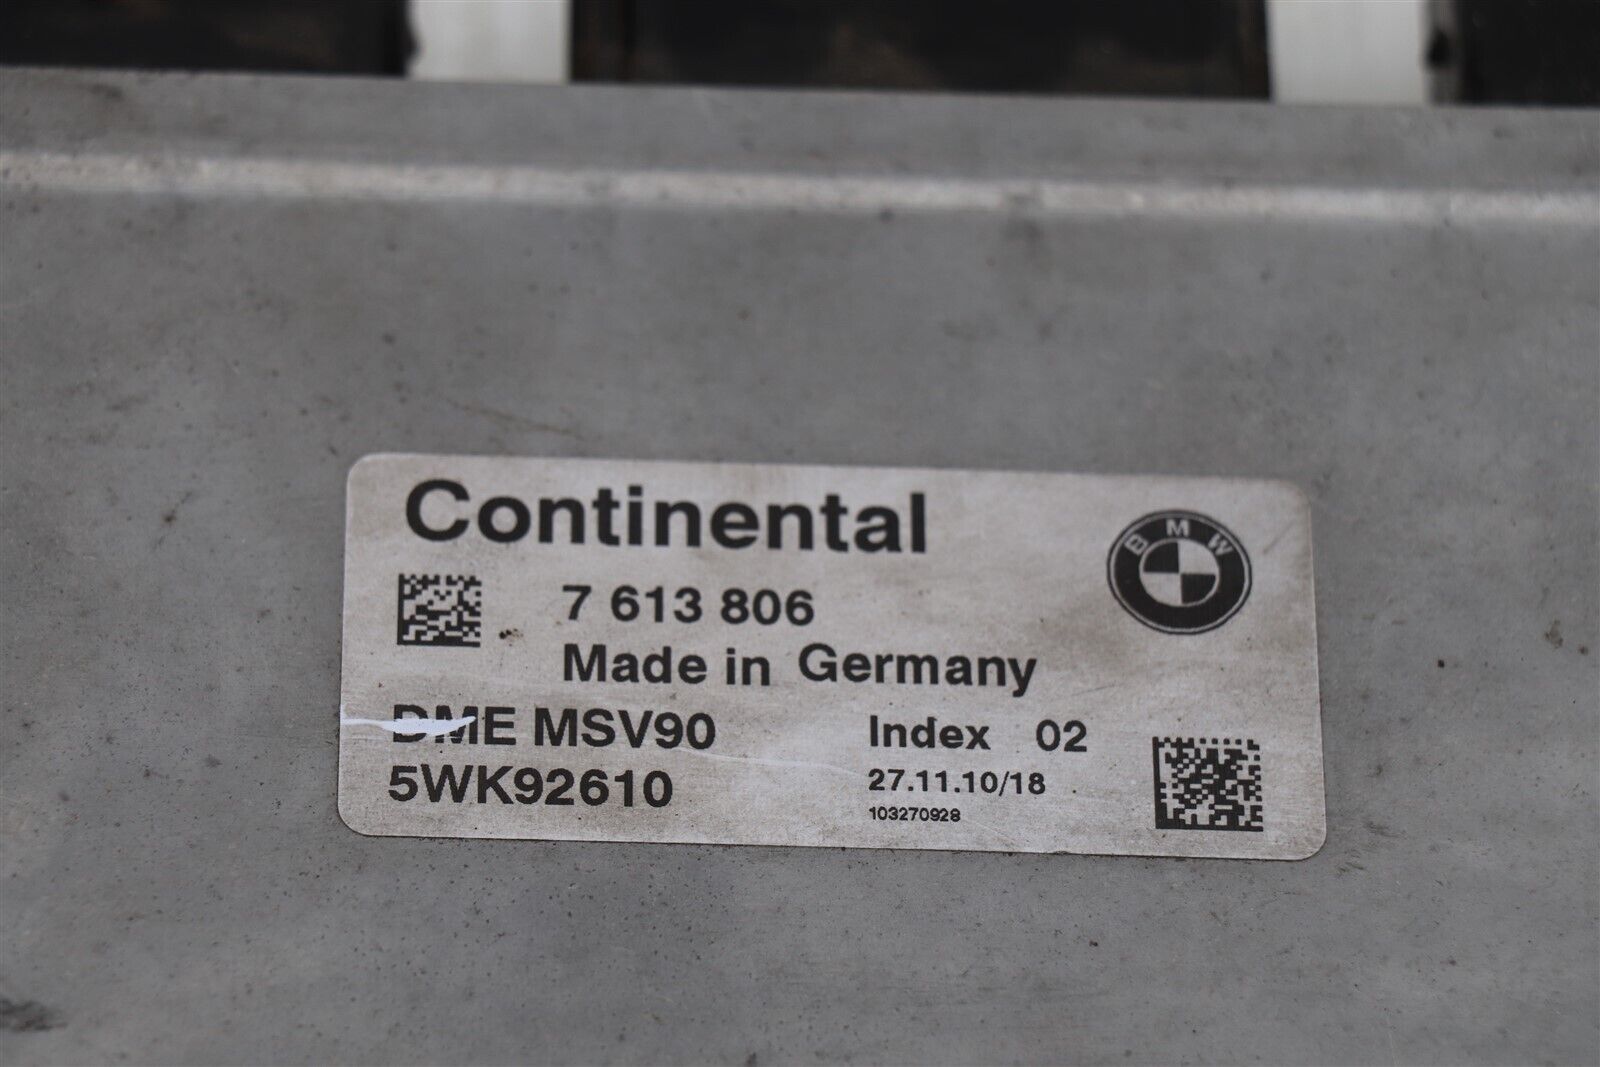 Continental
BMW
7 613 806
Made in Germany
DME MSV90 Index 02
5WK92610 27.11.10/18
103270928